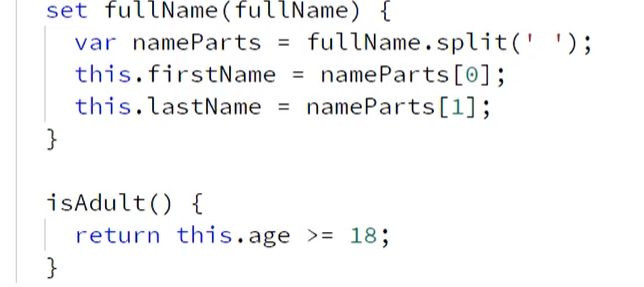 set fullName(fullName) {
var nameParts = fullName.split(' ');
this.firstName = nameParts[0];
this.lastName = nameParts[1];
}
isAdult() {
return this.age >= 18;
}